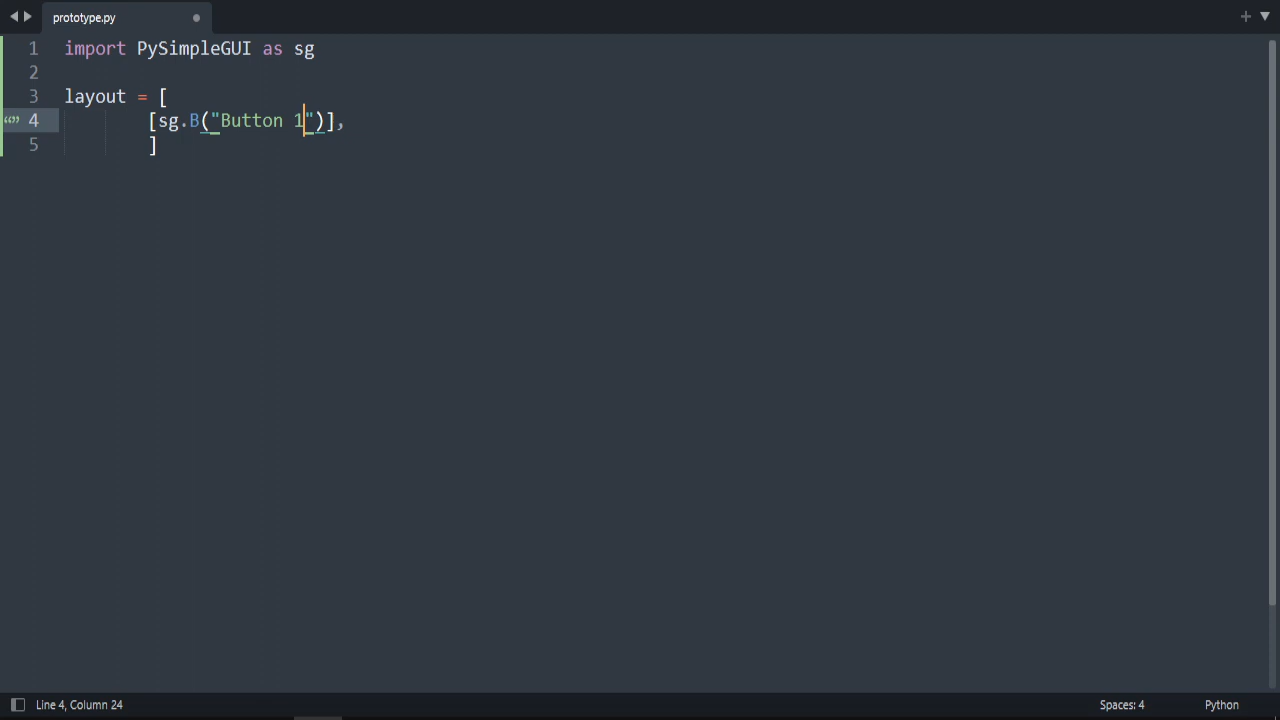 prototype.py
1 import PySimpleGUI as sg
2
3 layout = [
4 [sg.B("Button 1")],
5 ]
Line 4, Column 24
Spaces: 4
Python